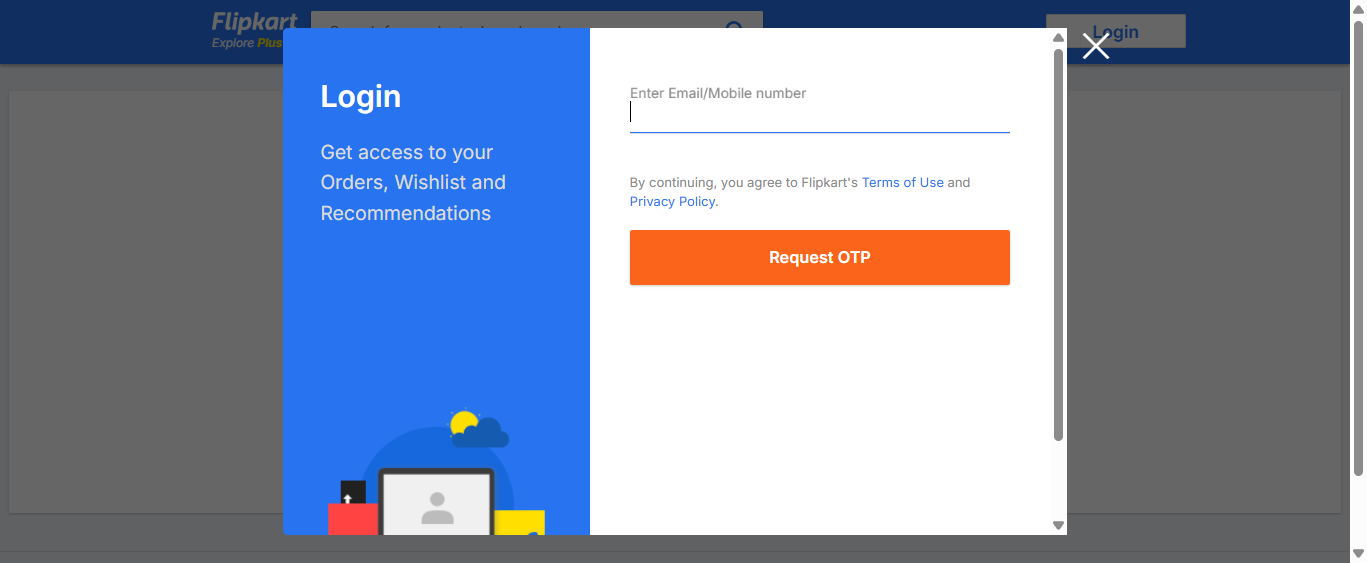 Flipkart
Explore Plus
Login
Login
Get access to your
Orders, Wishlist and
Recommendations
Enter Email/Mobile number
By continuing, you agree to Flipkart's Terms of Use and
Privacy Policy.
Request OTP